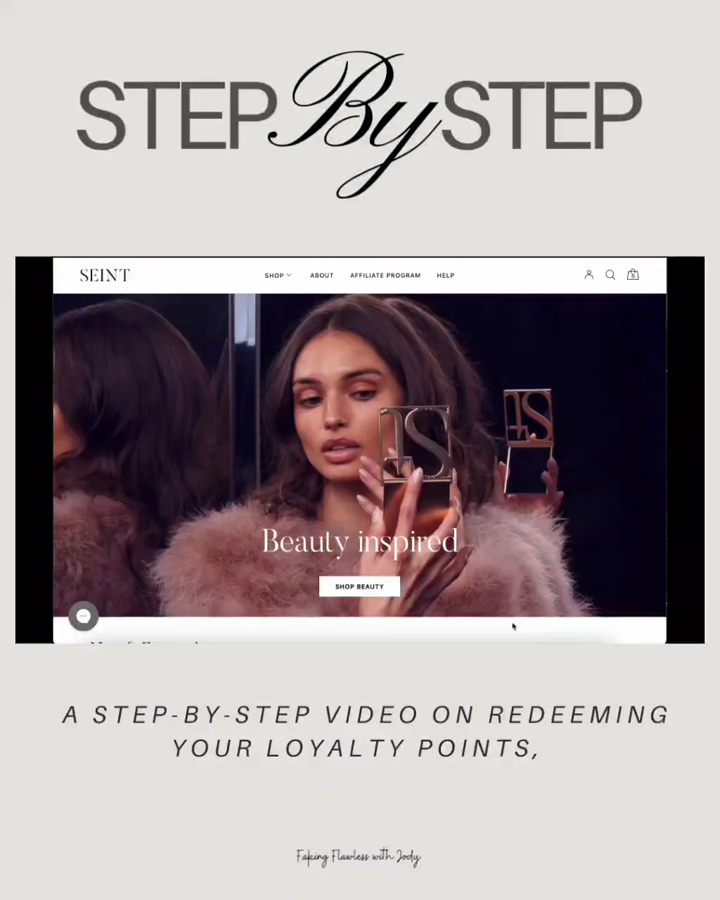 STEP By STEP
SEINT
SHOP ABOUT AFFILIATE PROGRAM HELP
Beauty inspired
SHOP BEAUTY
A STEP-BY-STEP VIDEO ON REDEEMING
YOUR LOYALTY POINTS,
Faking Flawless with Jody